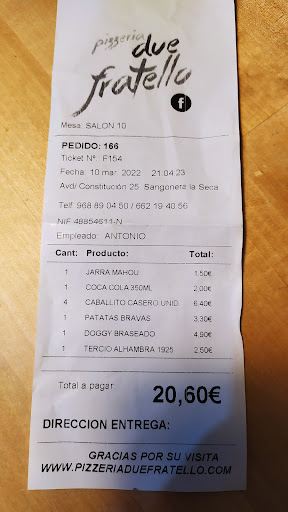 pizzeria
due
fratello
f
Mesa: SALON 10
PEDIDO: 166
Ticket Nº: F154
Fecha: 10 mar. 2022 21:04:23
Avd/ Constitución 25 Sangonera la Seca
Telf: 968 89 04 50 / 662 19 40 56
NIF 48854611-N
Empleado: ANTONIO
Cant: Producto: Total:
1 JARRA MAHOU 1,50€
1 COCA COLA 350ML 2,00€
4 CABALLITO CASERO UNID. 6,40€
1 PATATAS BRAVAS 3,30€
1 DOGGY BRASEADO 4,90€
1 TERCIO ALHAMBRA 1925 2,50€
Total a pagar: 20,60€
DIRECCION ENTREGA:
GRACIAS POR SU VISITA
WWW.PIZZERIADUEFRATELLO.COM